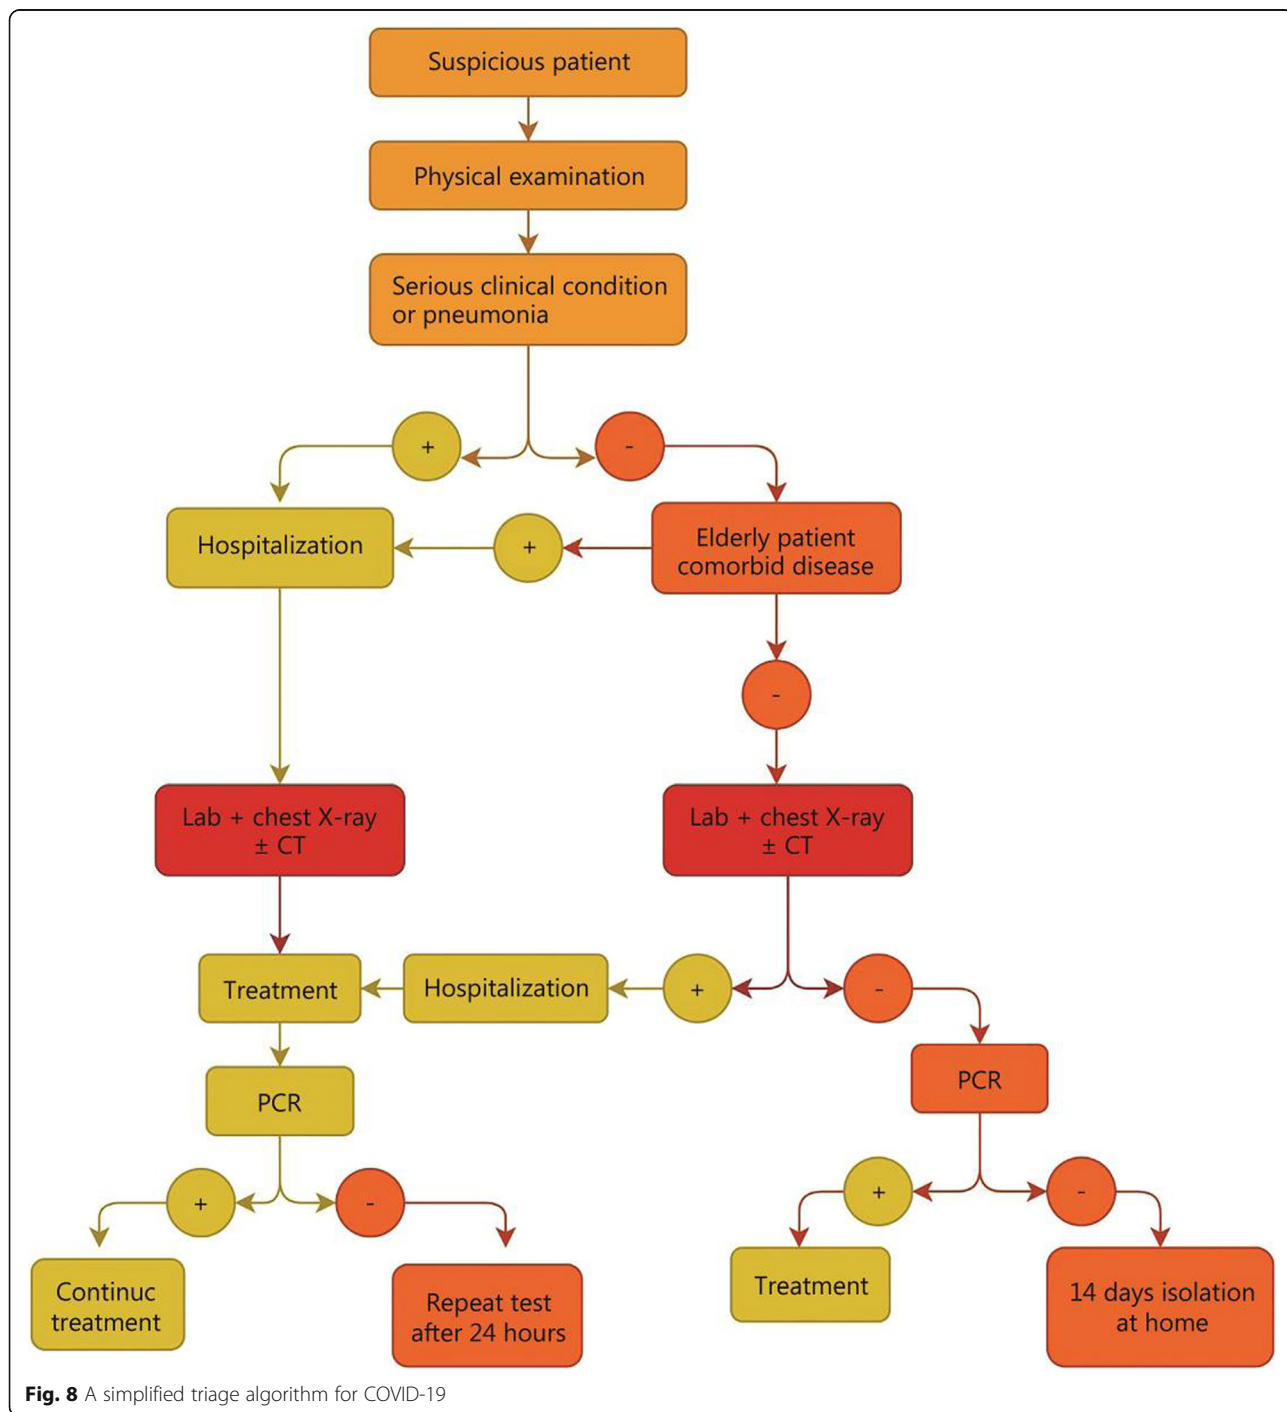 Suspicious patient
Physical examination
Serious clinical condition
or pneumonia
+
-
Hospitalization
+
Elderly patient
comorbid disease
-
Lab + chest X-ray
± CT
Lab + chest X-ray
± CT
Treatment
Hospitalization
+
-
PCR
PCR
+
-
+
-
Continuc
treatment
Repeat test
after 24 hours
Treatment
14 days isolation
at home
Fig. 8 A simplified triage algorithm for COVID-19